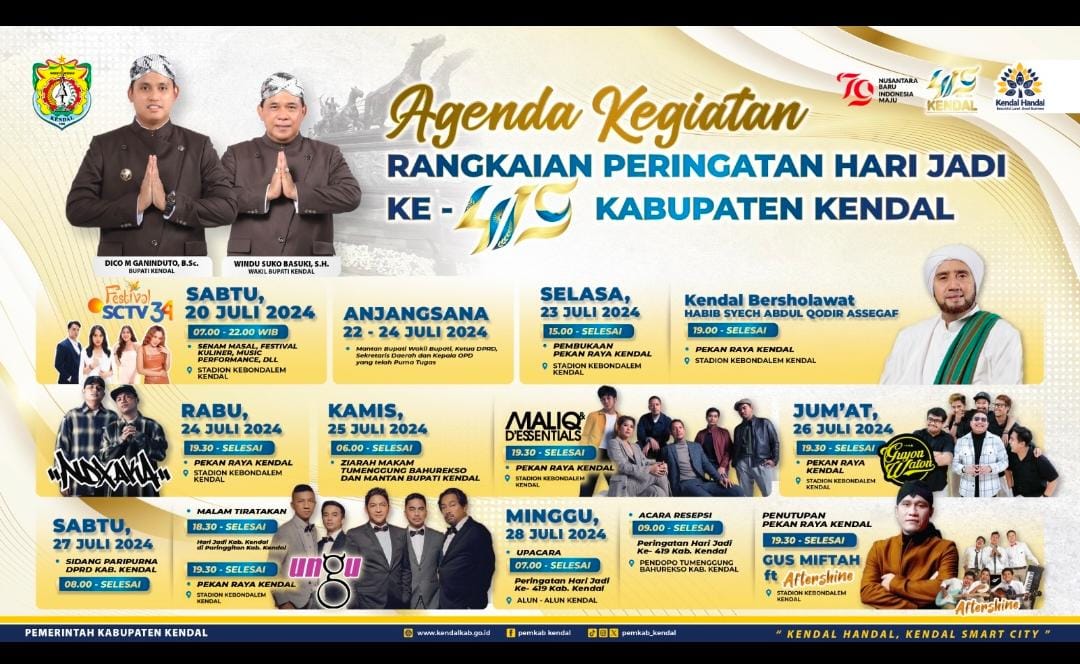 KENDAL
DICO M GANINDUTO, B.Sc.
BUPATI KENDAL
WINDU SUKO BASUKI, S.H.
WAKIL BUPATI KENDAL
79
NUSANTARA
BARU
INDONESIA
MAJU
419
KENDAL
Kendal Handal
Agenda Kegiatan
RANGKAIAN PERINGATAN HARI JADI
KE - 419 KABUPATEN KENDAL
Festival
SCTV 34
SABTU,
20 JULI 2024
07.00 - 22.00 WIB
• SENAM MASAL, FESTIVAL
KULINER, MUSIC
PERFORMANCE, DLL
STADION KEBONDALEM
KENDAL
ANJANGSANA
22 - 24 JULI 2024
• Mantan Bupati Wakil Bupati, Ketua DPRD,
Sekretaris Daerah dan Kepala OPD
yang telah Purna Tugas
SELASA,
23 JULI 2024
15.00 - SELESAI
• PEMBUKAAN
PEKAN RAYA KENDAL
STADION KEBONDALEM
KENDAL
Kendal Bersholawat
HABIB SYECH ABDUL QODIR ASSEGAF
19.00 - SELESAI
• PEKAN RAYA KENDAL
STADION KEBONDALEM KENDAL
"NDXAKA"
RABU,
24 JULI 2024
19.30 - SELESAI
• PEKAN RAYA KENDAL
STADION KEBONDALEM
KENDAL
KAMIS,
25 JULI 2024
06.00 - SELESAI
• ZIARAH MAKAM
TUMENGGUNG BAHUREKSO
DAN MANTAN BUPATI KENDAL
MALIQ &
D'ESSENTIALS
19.30 - SELESAI
• PEKAN RAYA KENDAL
STADION KEBONDALEM
KENDAL
JUM'AT,
26 JULI 2024
19.30 - SELESAI
• PEKAN RAYA
KENDAL
STADION KEBONDALEM
KENDAL
Guyon
Waton
SABTU,
27 JULI 2024
• SIDANG PARIPURNA
DPRD KAB. KENDAL
08.00 - SELESAI
• MALAM TIRATAKAN
18.30 - SELESAI
Hari Jadi Kab. Kendal
di Paringgitan Kab. Kendal
19.30 - SELESAI
• PEKAN RAYA KENDAL
STADION KEBONDALEM
KENDAL
ungu
MINGGU,
28 JULI 2024
• UPACARA
07.00 - SELESAI
Peringatan Hari Jadi
Ke- 419 Kab. Kendal
ALUN - ALUN KENDAL
• ACARA RESEPSI
09.00 - SELESAI
Peringatan Hari Jadi
Ke- 419 Kab. Kendal
PENDOPO TUMENGGUNG
BAHUREKSO KAB. KENDAL
PENUTUPAN
PEKAN RAYA KENDAL
19.30 - SELESAI
GUS MIFTAH
ft Aftershine
STADION KEBONDALEM
KENDAL
Aftershine
PEMERINTAH KABUPATEN KENDAL
www.kendalkab.go.id
pemkab kendal
pemkab_kendal
" KENDAL HANDAL, KENDAL SMART CITY "